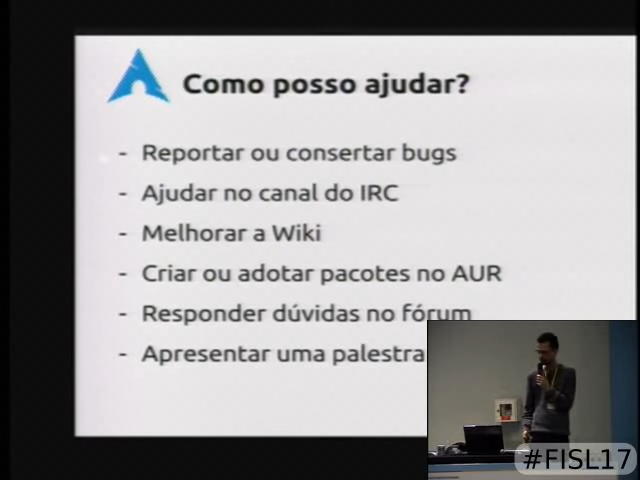 Como posso ajudar?
- Reportar ou consertar bugs
- Ajudar no canal do IRC
- Melhorar a Wiki
- Criar ou adotar pacotes no AUR
- Responder dúvidas no fórum
- Apresentar uma palestra
#FISL17